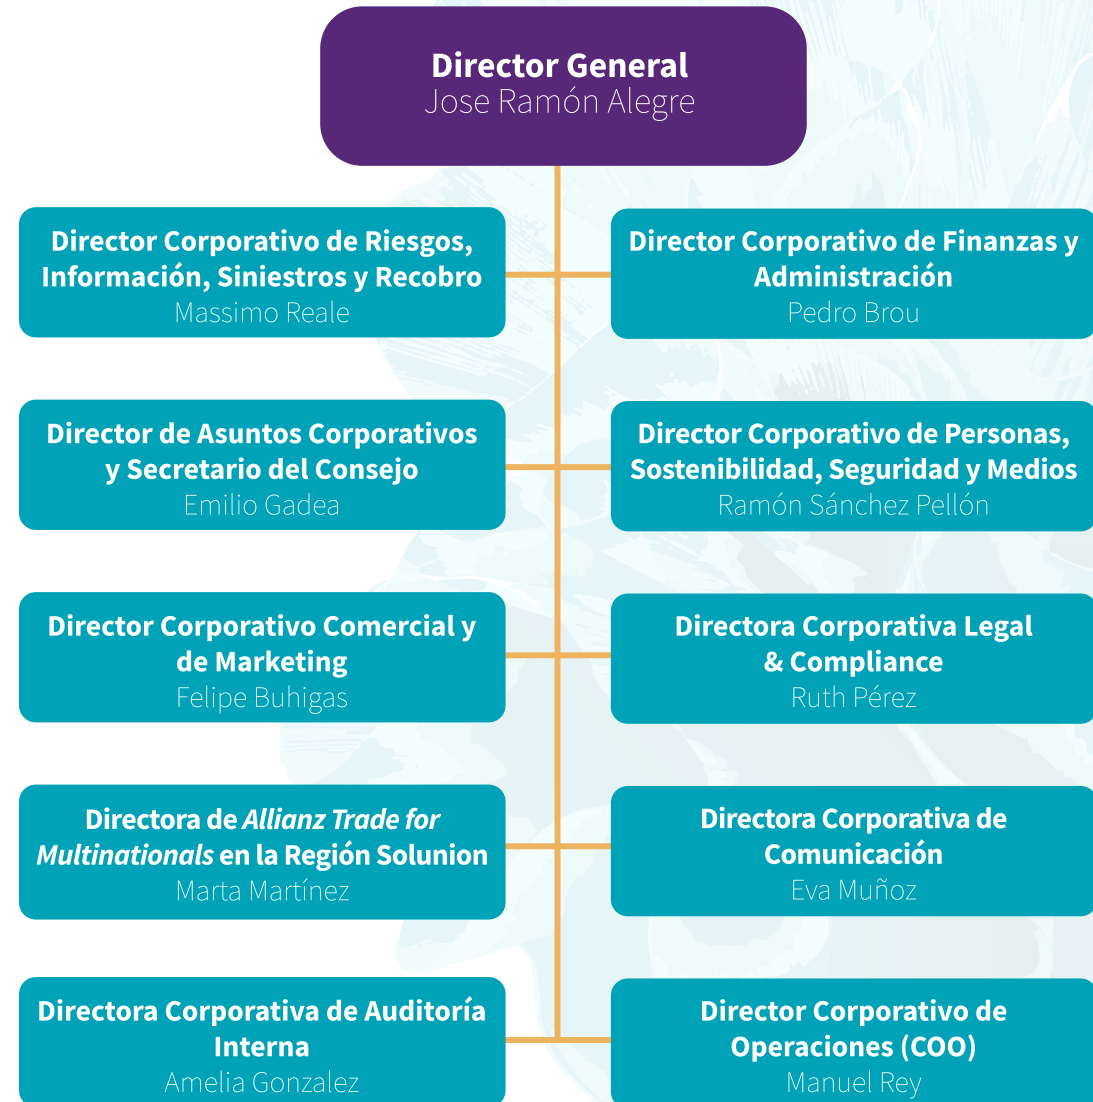 Director General
Jose Ramón Alegre
Director Corporativo de Riesgos,
Información, Siniestros y Recobro
Massimo Reale
Director Corporativo de Finanzas y
Administración
Pedro Brou
Director de Asuntos Corporativos
y Secretario del Consejo
Emilio Gadea
Director Corporativo de Personas,
Sostenibilidad, Seguridad y Medios
Ramón Sánchez Pellón
Director Corporativo Comercial y
de Marketing
Felipe Buhigas
Directora Corporativa Legal
& Compliance
Ruth Pérez
Directora de Allianz Trade for
Multinationals en la Región Solunion
Marta Martínez
Directora Corporativa de
Comunicación
Eva Muñoz
Directora Corporativa de Auditoría
Interna
Amelia Gonzalez
Director Corporativo de
Operaciones (COO)
Manuel Rey